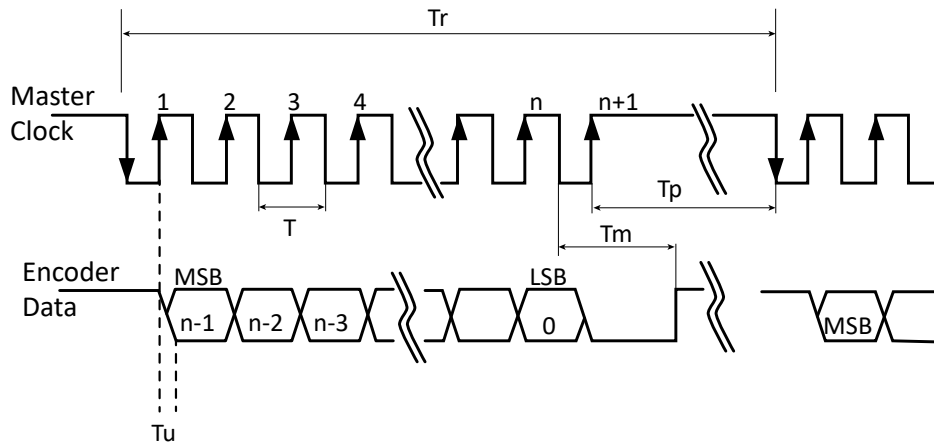 Tr
Master
Clock
1 2 3 4 n n+1
T
Tp
Tm
Encoder
Data
MSB LSB
n-1 n-2 n-3 0 MSB
Tu